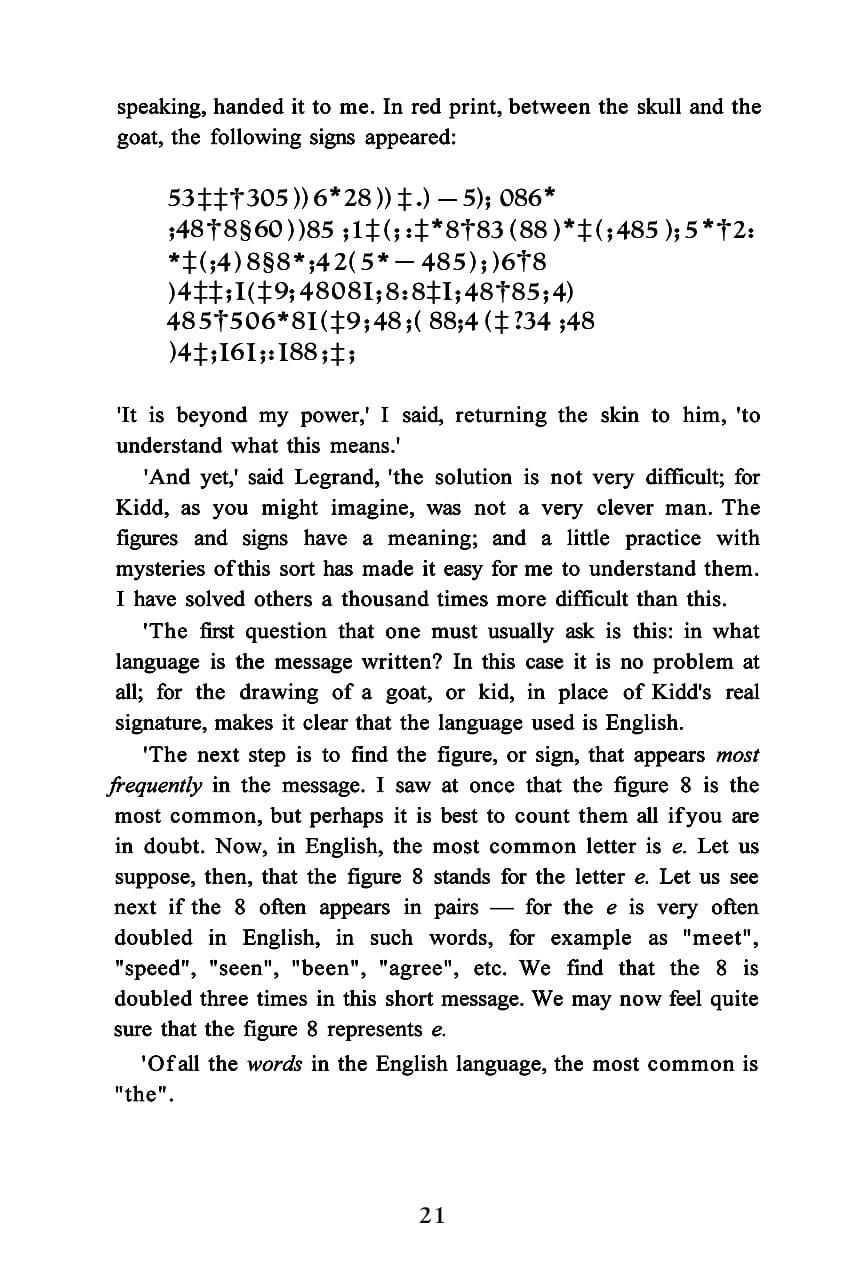 speaking, handed it to me. In red print, between the skull and the
goat, the following signs appeared:
53‡‡†305))6*28))‡.)—5);086*
;48†8§60))85;1‡(;:‡*8†83(88)*‡(;485);5*†2:
*‡(;4)8§8*;42(5*—485);)6†8
)4‡‡;I(‡9;4808I;8:8‡I;48†85;4)
485†506*8I(‡9;48;(88;4(‡?34;48
)4‡;I6I;:I88;‡;
'It is beyond my power,' I said, returning the skin to him, 'to
understand what this means.'
'And yet,' said Legrand, 'the solution is not very difficult; for
Kidd, as you might imagine, was not a very clever man. The
figures and signs have a meaning; and a little practice with
mysteries ofthis sort has made it easy for me to understand them.
I have solved others a thousand times more difficult than this.
'The first question that one must usually ask is this: in what
language is the message written? In this case it is no problem at
all; for the drawing of a goat, or kid, in place of Kidd's real
signature, makes it clear that the language used is English.
'The next step is to find the figure, or sign, that appears most
frequently in the message. I saw at once that the figure 8 is the
most common, but perhaps it is best to count them all ifyou are
in doubt. Now, in English, the most common letter is e. Let us
suppose, then, that the figure 8 stands for the letter e. Let us see
next if the 8 often appears in pairs — for the e is very often
doubled in English, in such words, for example as "meet",
"speed", "seen", "been", "agree", etc. We find that the 8 is
doubled three times in this short message. We may now feel quite
sure that the figure 8 represents e.
'Ofall the words in the English language, the most common is
"the".
21